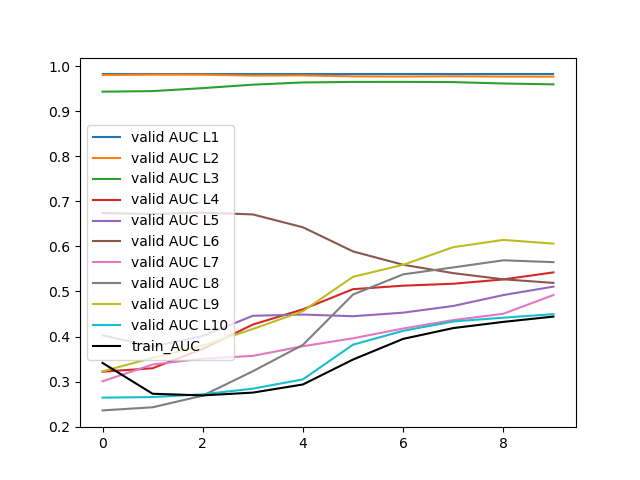 1.0
0.9
0.8
0.7
0.6
0.5
0.4
0.3
0.2
valid AUC L1
valid AUC L2
valid AUC L3
valid AUC L4
valid AUC L5
valid AUC L6
valid AUC L7
valid AUC L8
valid AUC L9
valid AUC L10
train_AUC
0 2 4 6 8